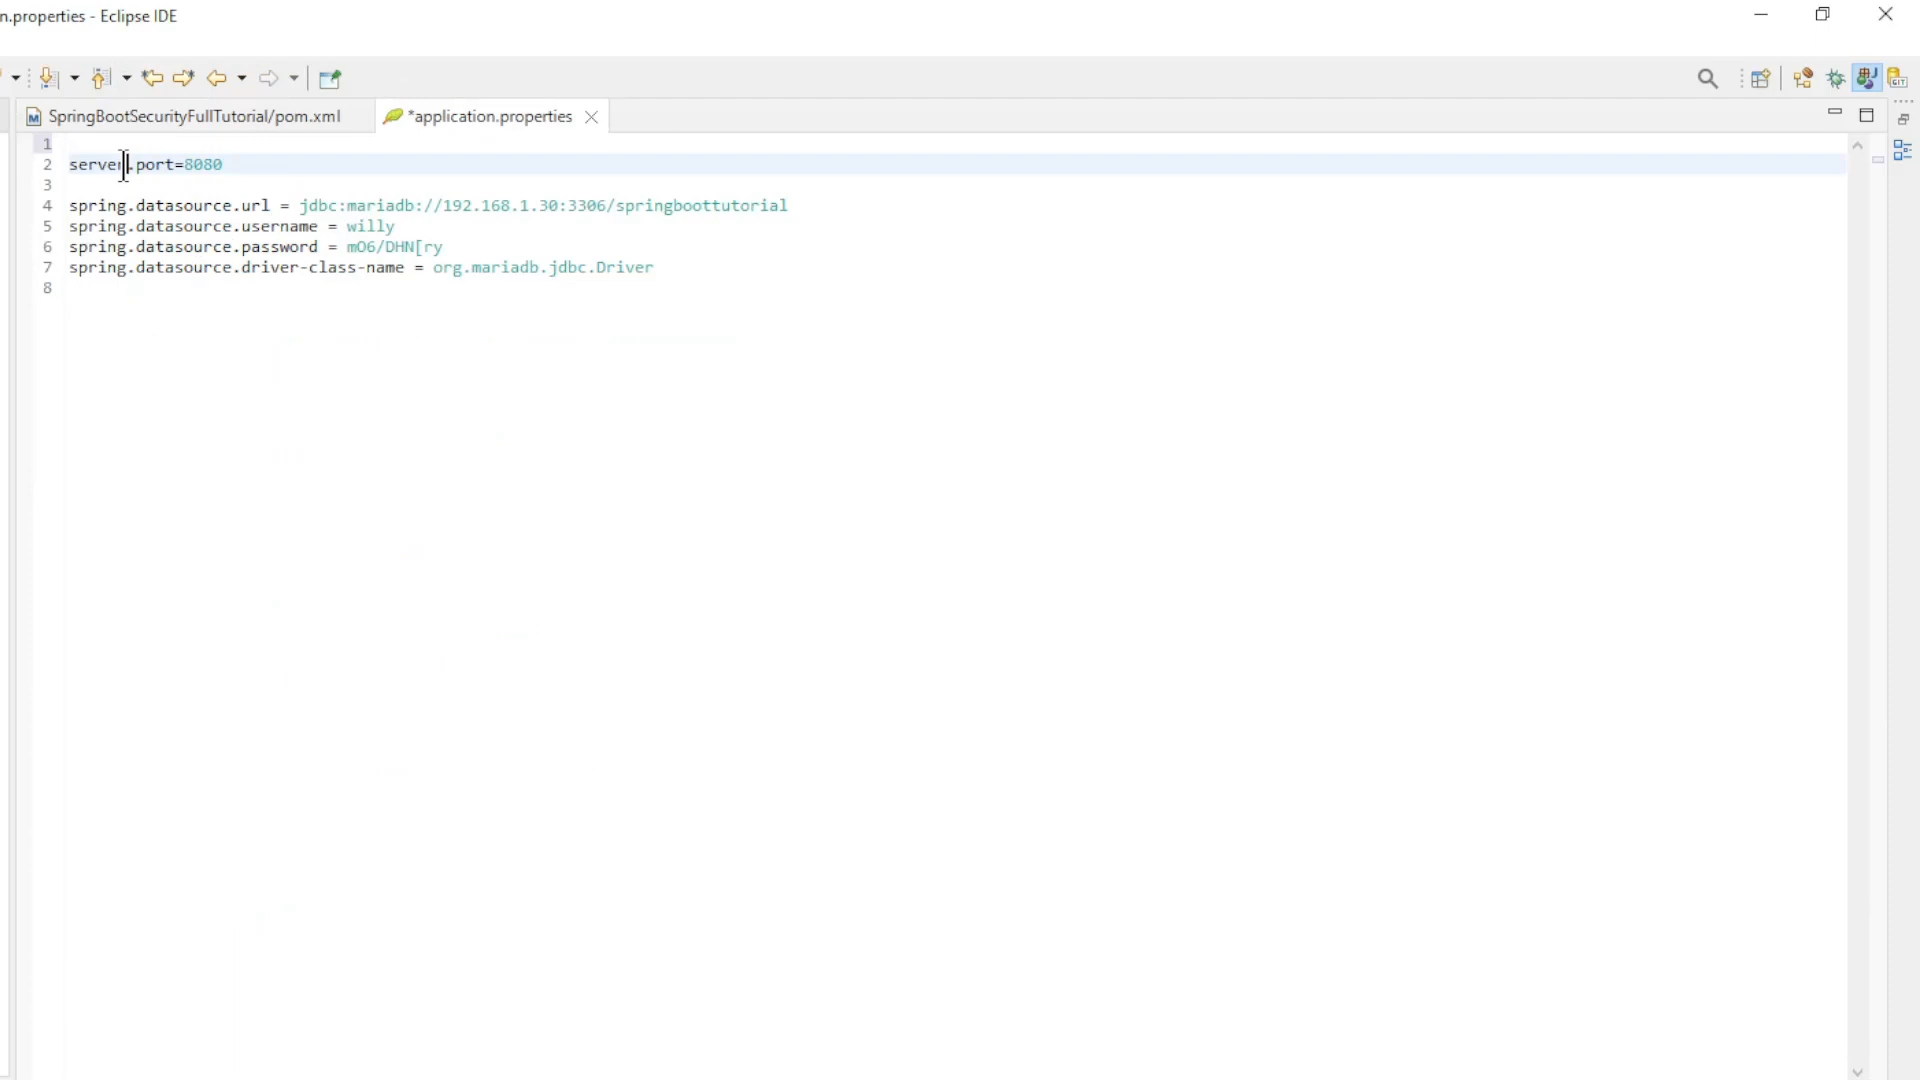 n.properties - Eclipse IDE
SpringBootSecurityFullTutorial/pom.xml
*application.properties
1
2 server.port=8080
3
4 spring.datasource.url = jdbc:mariadb://192.168.1.30:3306/springboottutorial
5 spring.datasource.username = willy
6 spring.datasource.password = mO6/DHN[ry
7 spring.datasource.driver-class-name = org.mariadb.jdbc.Driver
8